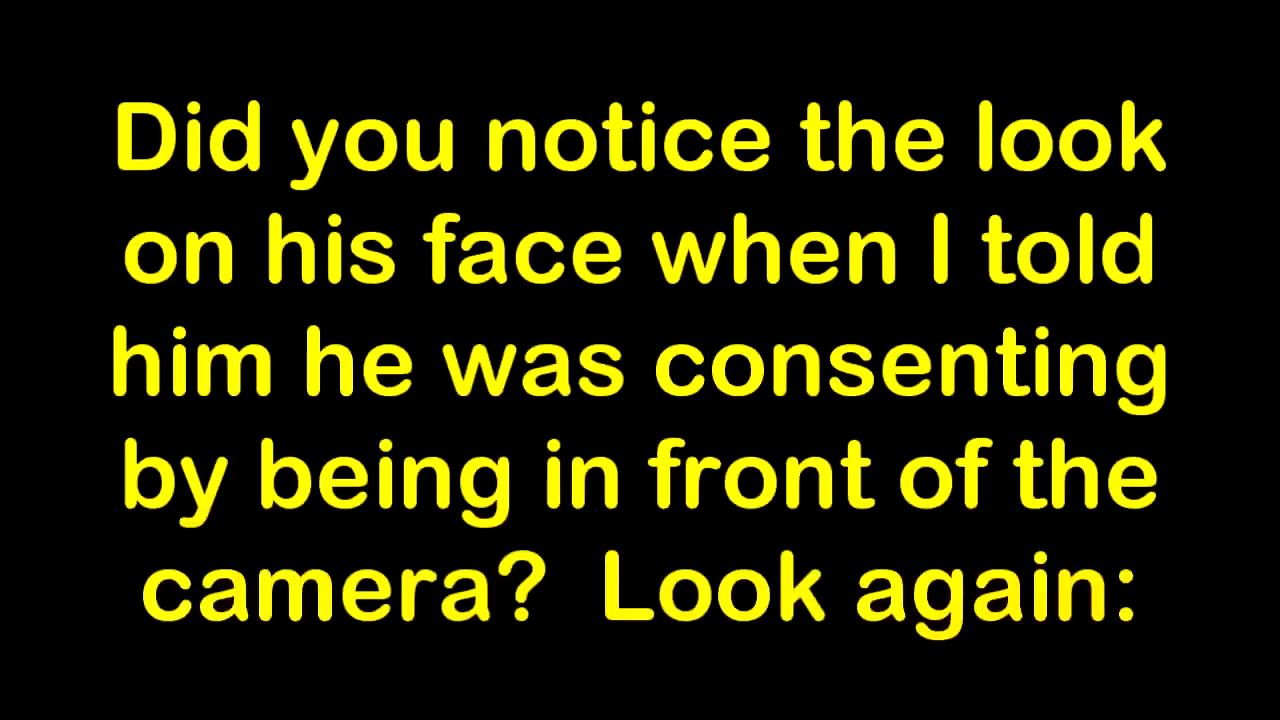 Did you notice the look
on his face when I told
him he was consenting
by being in front of the
camera?  Look again: